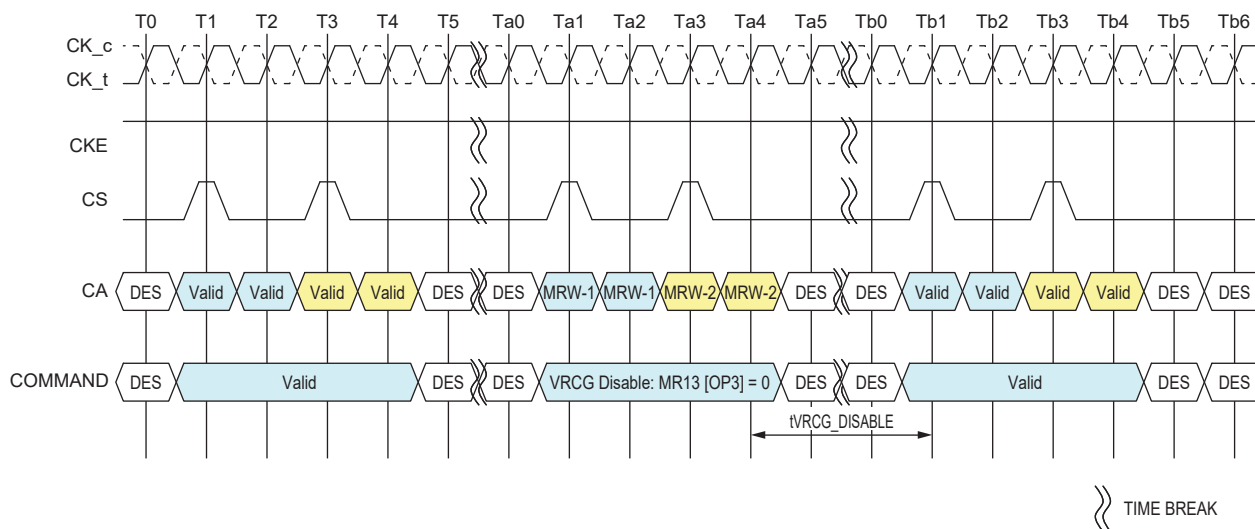 T0 T1 T2 T3 T4 T5 Ta0 Ta1 Ta2 Ta3 Ta4 Ta5 Tb0 Tb1 Tb2 Tb3 Tb4 Tb5 Tb6
CK_c
CK_t
CKE
CS
CA DES Valid Valid Valid Valid DES DES MRW-1 MRW-1 MRW-2 MRW-2 DES DES Valid Valid Valid Valid DES DES
COMMAND DES Valid DES DES VRCG Disable: MR13 [OP3] = 0 DES DES Valid DES DES
tVRCG_DISABLE
TIME BREAK